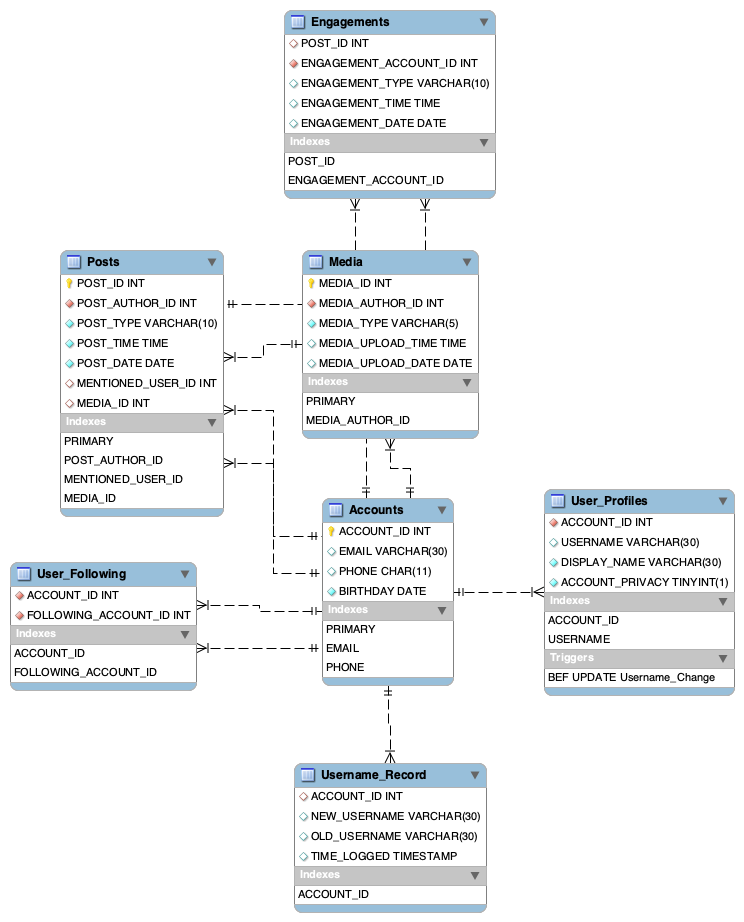 Engagements
POST_ID INT
ENGAGEMENT_ACCOUNT_ID INT
ENGAGEMENT_TYPE VARCHAR(10)
ENGAGEMENT_TIME TIME
ENGAGEMENT_DATE DATE
Indexes
POST_ID
ENGAGEMENT_ACCOUNT_ID
Posts
POST_ID INT
POST_AUTHOR_ID INT
POST_TYPE VARCHAR(10)
POST_TIME TIME
POST_DATE DATE
MENTIONED_USER_ID INT
MEDIA_ID INT
Indexes
PRIMARY
POST_AUTHOR_ID
MENTIONED_USER_ID
MEDIA_ID
Media
MEDIA_ID INT
MEDIA_AUTHOR_ID INT
MEDIA_TYPE VARCHAR(5)
MEDIA_UPLOAD_TIME TIME
MEDIA_UPLOAD_DATE DATE
Indexes
PRIMARY
MEDIA_AUTHOR_ID
Accounts
ACCOUNT_ID INT
EMAIL VARCHAR(30)
PHONE CHAR(11)
BIRTHDAY DATE
Indexes
PRIMARY
EMAIL
PHONE
User_Profiles
ACCOUNT_ID INT
USERNAME VARCHAR(30)
DISPLAY_NAME VARCHAR(30)
ACCOUNT_PRIVACY TINYINT(1)
Indexes
ACCOUNT_ID
USERNAME
Triggers
BEF UPDATE Username_Change
User_Following
ACCOUNT_ID INT
FOLLOWING_ACCOUNT_ID INT
Indexes
ACCOUNT_ID
FOLLOWING_ACCOUNT_ID
Username_Record
ACCOUNT_ID INT
NEW_USERNAME VARCHAR(30)
OLD_USERNAME VARCHAR(30)
TIME_LOGGED TIMESTAMP
Indexes
ACCOUNT_ID